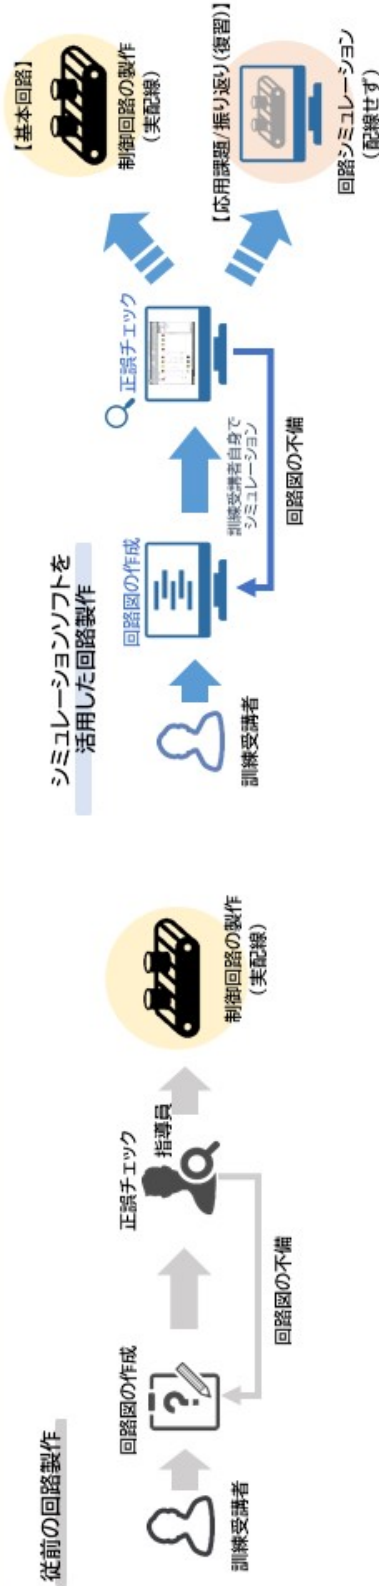 従前の回路製作
訓練受講者
回路図の作成
正誤チェック
指導員
回路図の不備
制御回路の製作
(実配線)
シミュレーションソフトを
活用した回路製作
訓練受講者
回路図の作成
訓練受講者自身で
シミュレーション
正誤チェック
回路図の不備
【基本回路】
制御回路の製作
(実配線)
【応用課題/振り返り(復習)】
回路シミュレーション
(配線せず)